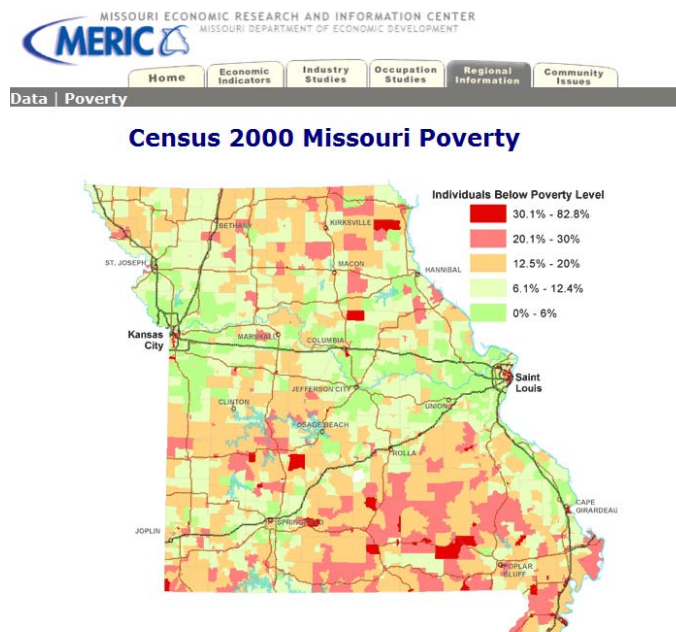 MISSOURI ECONOMIC RESEARCH AND INFORMATION CENTER
MISSOURI DEPARTMENT OF ECONOMIC DEVELOPMENT
MERIC
Home
Economic
Indicators
Industry
Studies
Occupation
Studies
Regional
Information
Community
Issues
Data | Poverty
Census 2000 Missouri Poverty
Individuals Below Poverty Level
30.1% - 82.8%
20.1% - 30%
12.5% - 20%
6.1% - 12.4%
0% - 6%
BETHANY
KIRKSVILLE
ST. JOSEPH
MACON
HANNIBAL
Kansas
City
MARSHALL
COLUMBIA
Saint
Louis
JEFFERSON CITY
CLINTON
UNION
OSAGE BEACH
ROLLA
CAPE
GIRARDEAU
SPRINGFIELD
JOPLIN
POPLAR
BLUFF